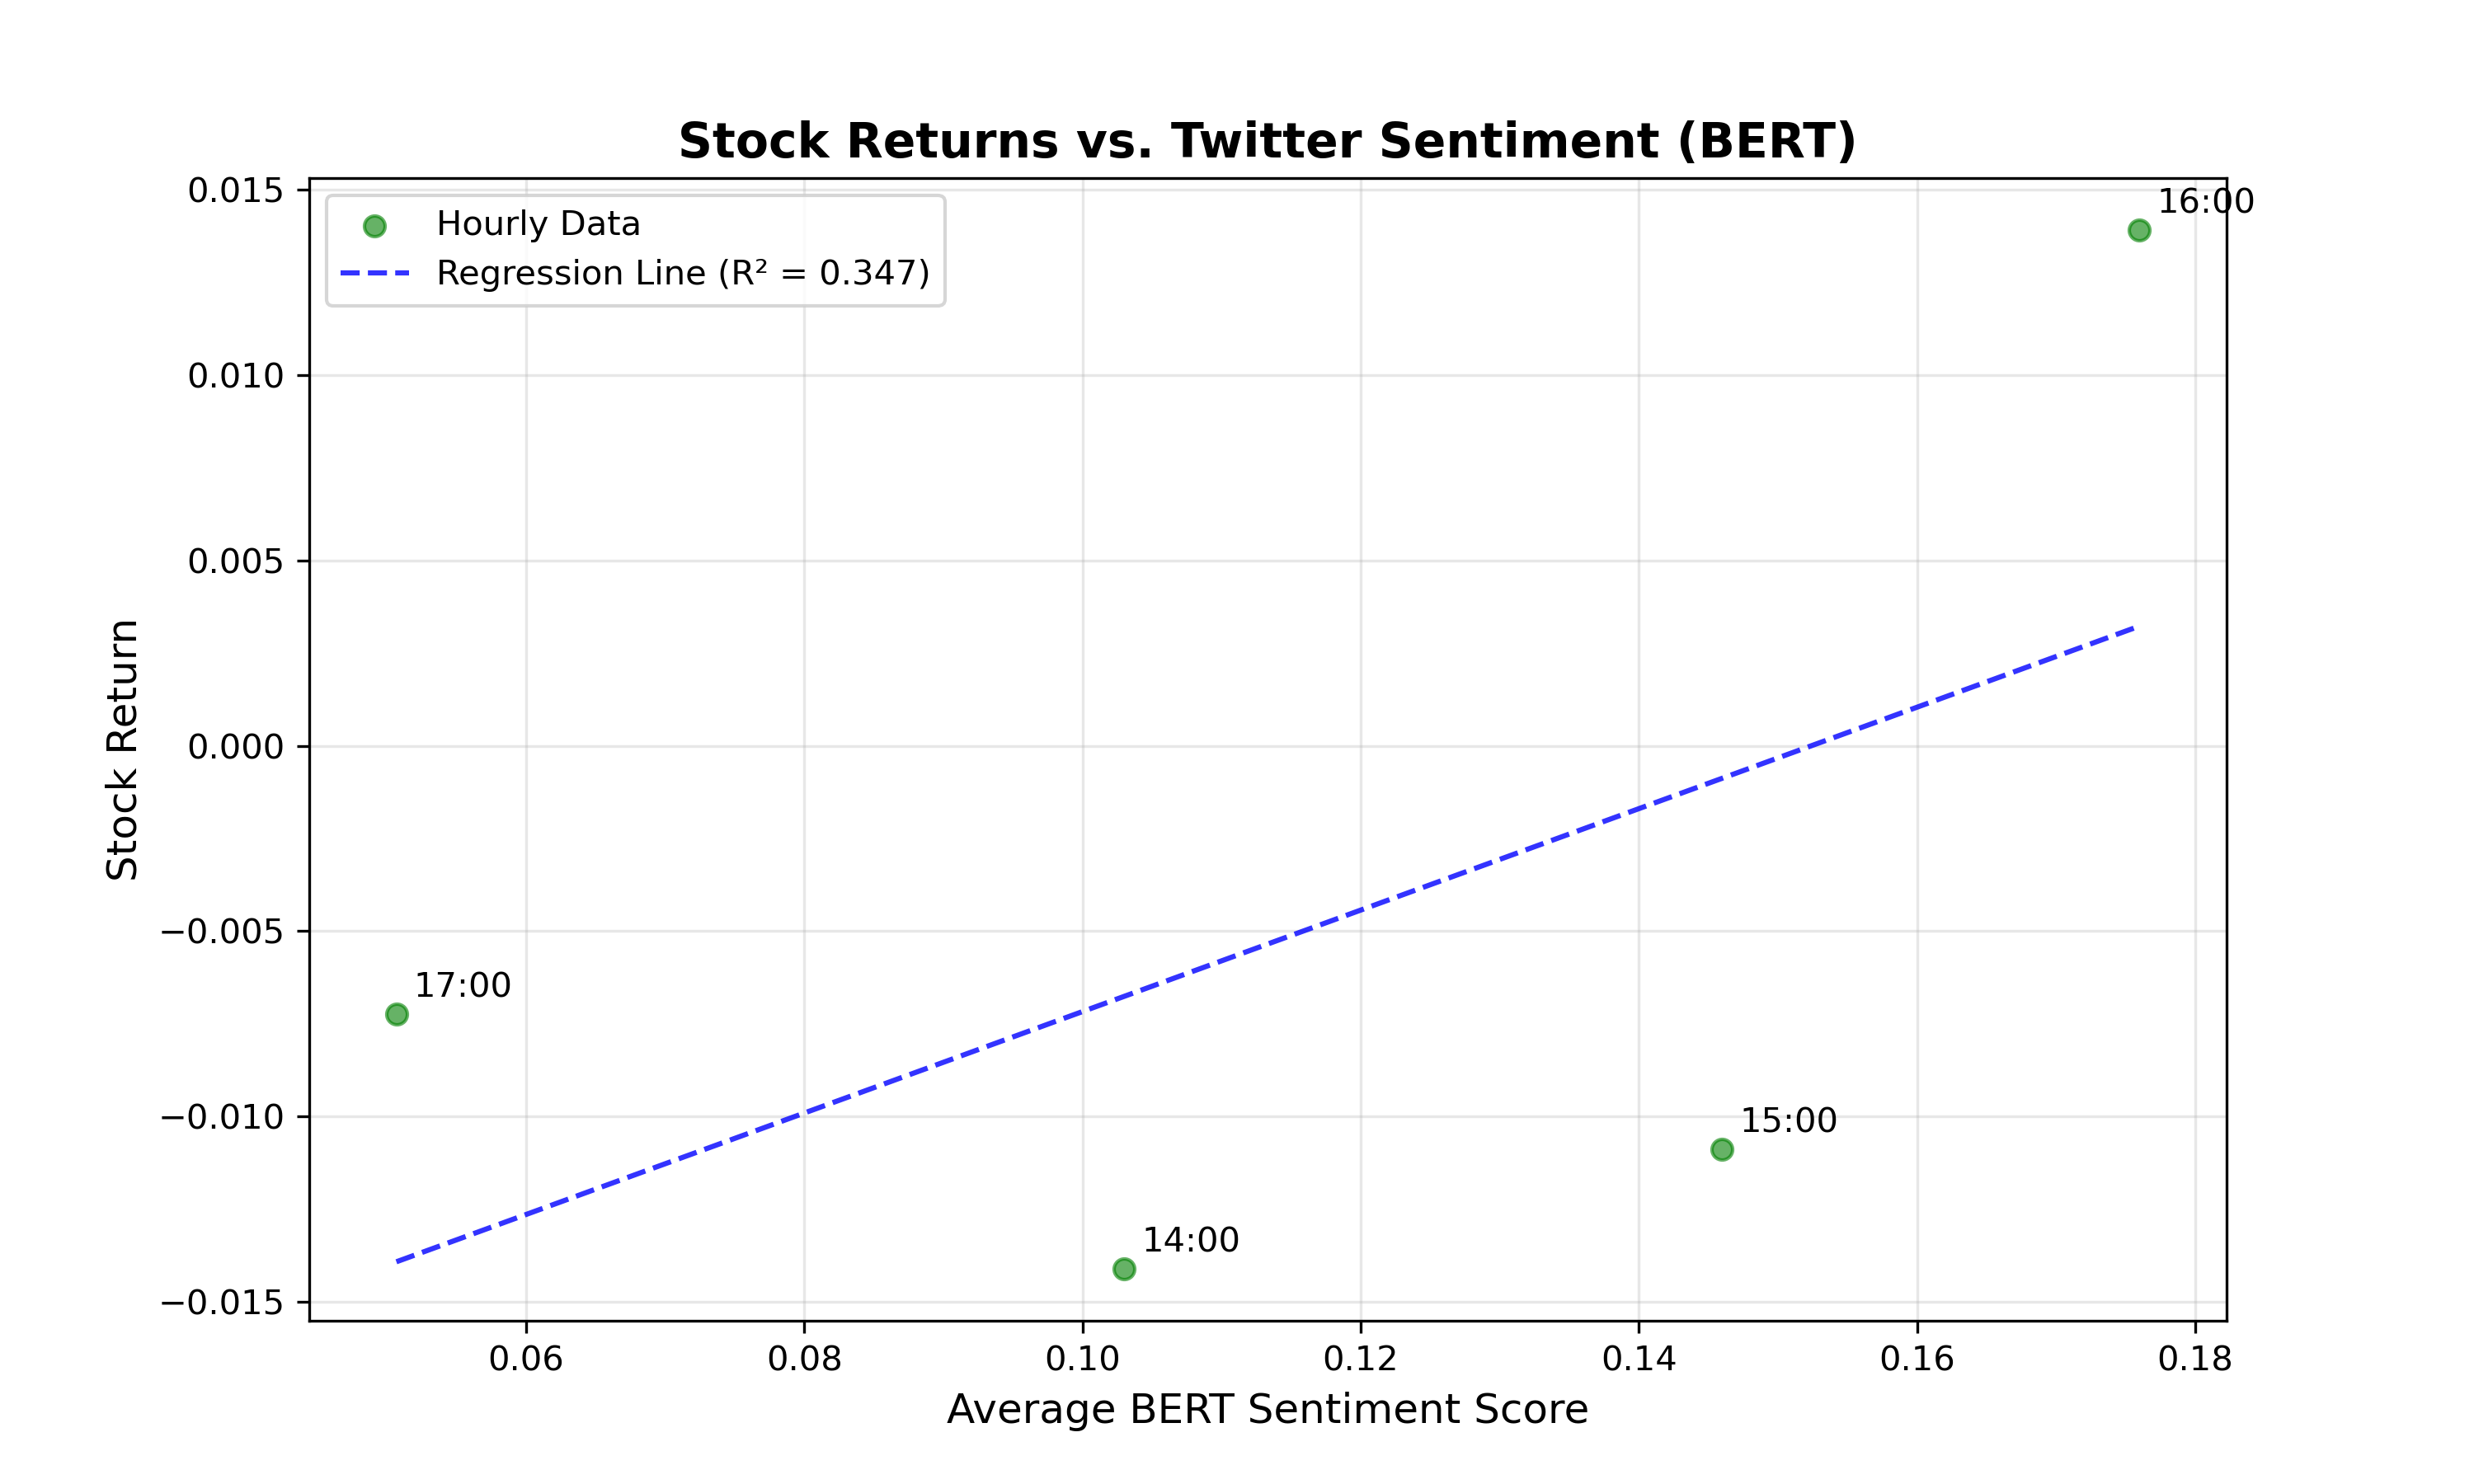 Stock Returns vs. Twitter Sentiment (BERT)
Hourly Data
Regression Line (R² = 0.347)
0.015
0.010
0.005
0.000
−0.005
−0.010
−0.015
Stock Return
16:00
17:00
15:00
14:00
0.06 0.08 0.10 0.12 0.14 0.16 0.18
Average BERT Sentiment Score